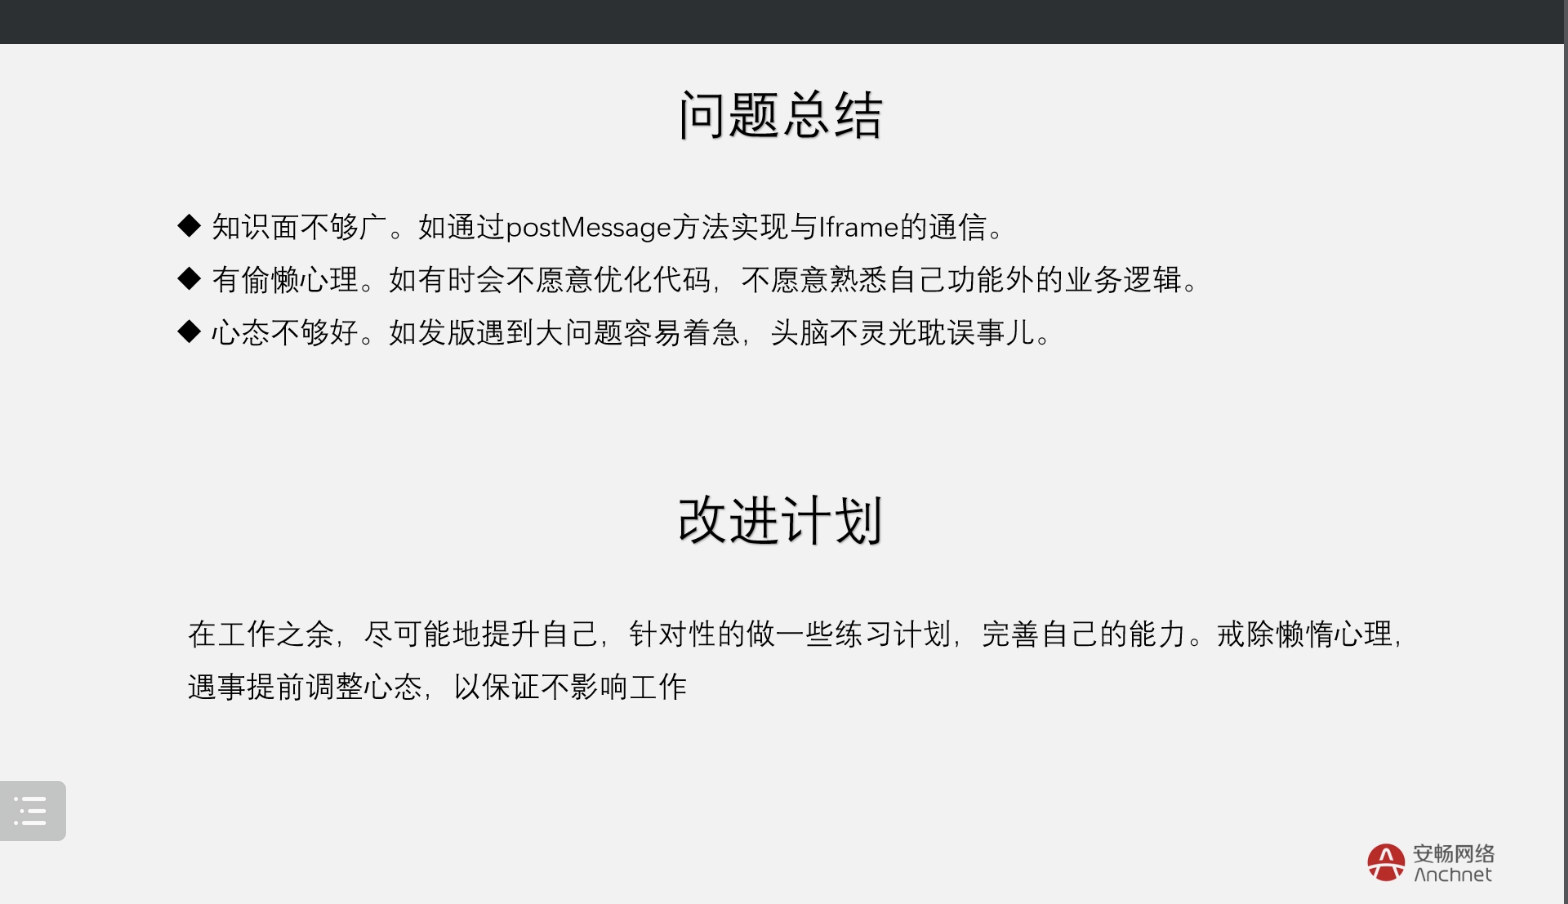 问题总结
◆ 知识面不够广。如通过postMessage方法实现与Iframe的通信。
◆ 有偷懒心理。如有时会不愿意优化代码，不愿意熟悉自己功能外的业务逻辑。
◆ 心态不够好。如发版遇到大问题容易着急，头脑不灵光耽误事儿。
改进计划
在工作之余，尽可能地提升自己，针对性的做一些练习计划，完善自己的能力。戒除懒惰心理，
遇事提前调整心态，以保证不影响工作
安畅网络
Anchnet